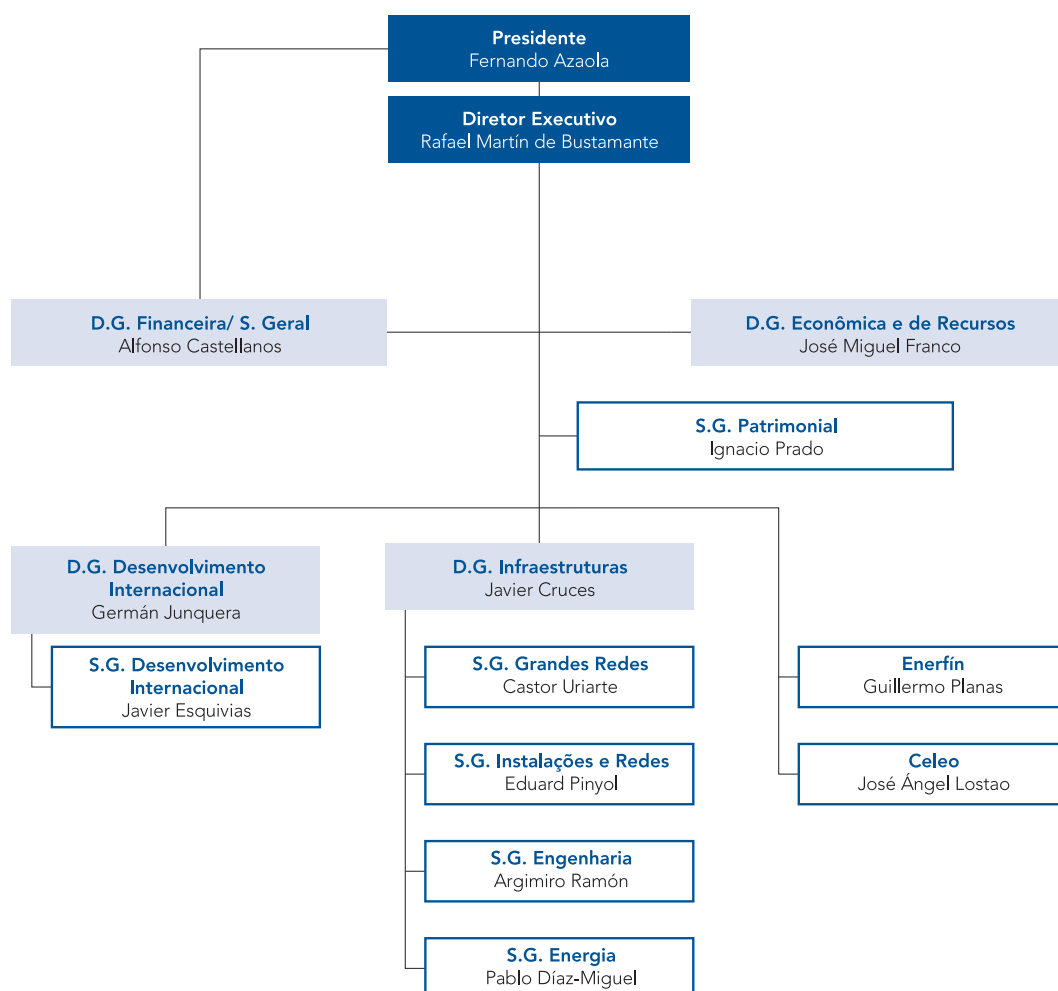 Presidente
Fernando Azaola
Diretor Executivo
Rafael Martín de Bustamante
D.G. Financeira/ S. Geral
Alfonso Castellanos
D.G. Econômica e de Recursos
José Miguel Franco
S.G. Patrimonial
Ignacio Prado
D.G. Desenvolvimento
Internacional
Germán Junquera
S.G. Desenvolvimento
Internacional
Javier Esquivias
D.G. Infraestruturas
Javier Cruces
S.G. Grandes Redes
Castor Uriarte
S.G. Instalações e Redes
Eduard Pinyol
S.G. Engenharia
Argimiro Ramón
S.G. Energia
Pablo Díaz-Miguel
Enerfín
Guillermo Planas
Celeo
José Ángel Lostao